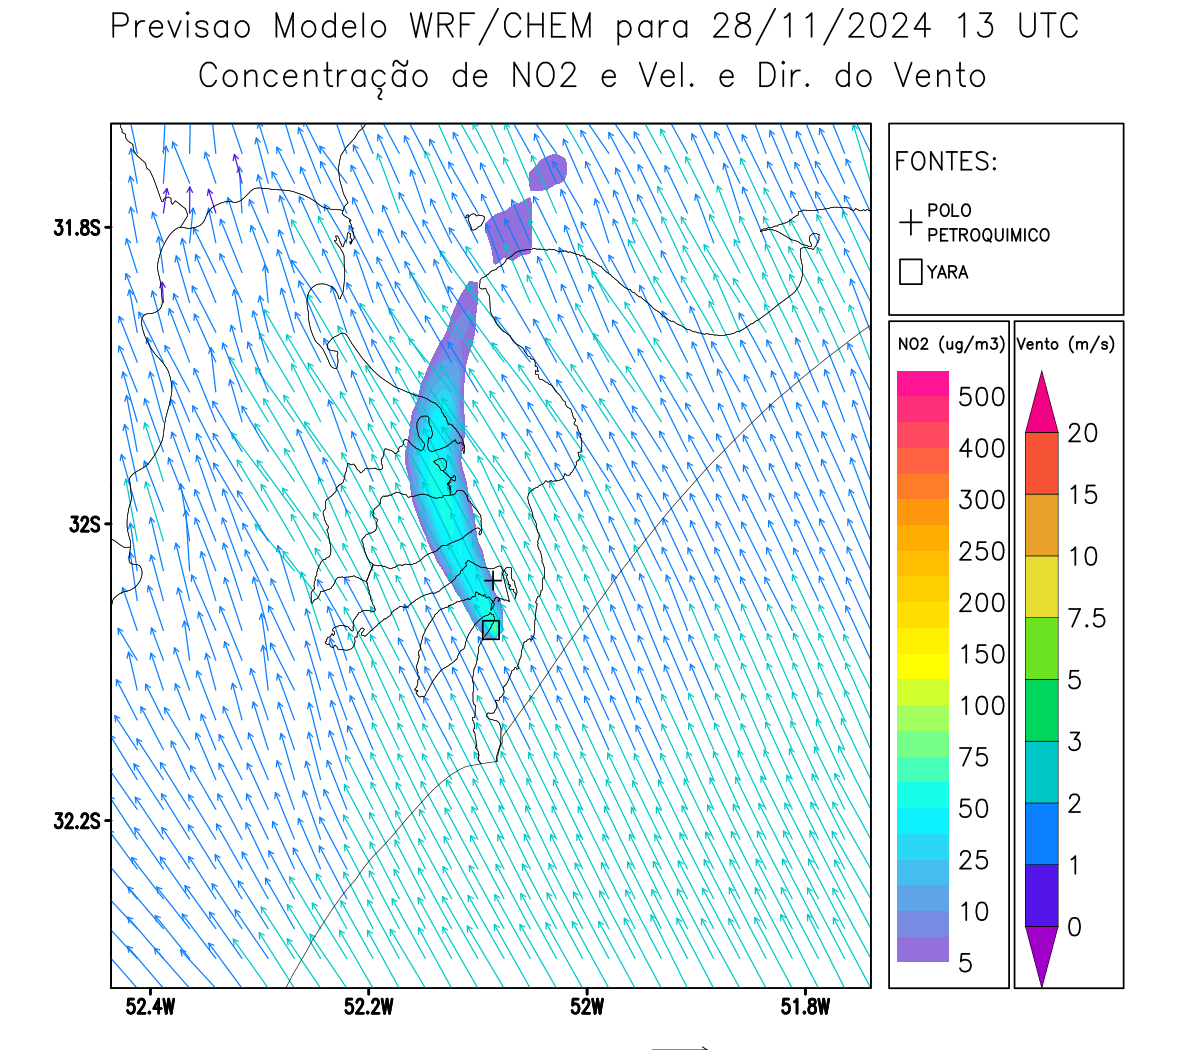 Previsao Modelo WRF/CHEM para 28/11/2024 13 UTC
Concentração de NO2 e Vel. e Dir. do Vento
FONTES:
POLO
PETROQUIMICO
YARA
NO2 (ug/m3)
500
400
300
250
200
150
100
75
50
25
10
5
Vento (m/s)
20
15
10
7.5
5
3
2
1
0
31.8S
32S
32.2S
52.4W
52.2W
52W
51.8W